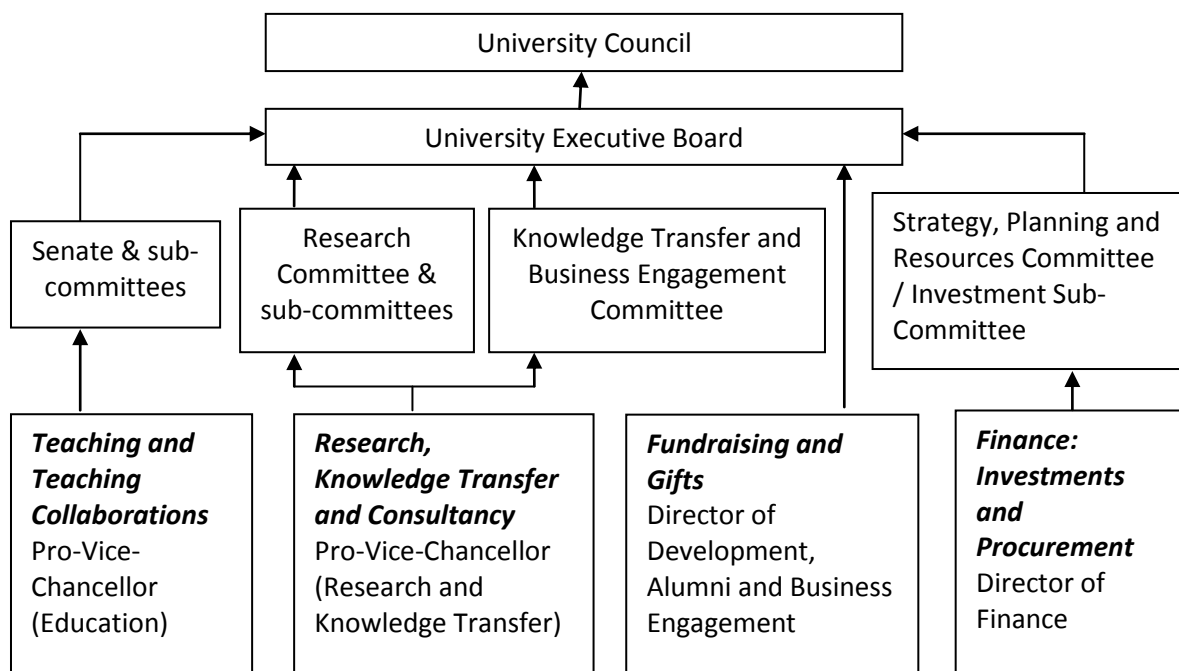 University Council
University Executive Board
Senate & sub-
committees
Research
Committee &
sub-committees
Knowledge Transfer and
Business Engagement
Committee
Strategy, Planning and
Resources Committee
/ Investment Sub-
Committee
Teaching and
Teaching
Collaborations
Pro-Vice-
Chancellor
(Education)
Research,
Knowledge Transfer
and Consultancy
Pro-Vice-Chancellor
(Research and
Knowledge Transfer)
Fundraising and
Gifts
Director of
Development,
Alumni and Business
Engagement
Finance:
Investments
and
Procurement
Director of
Finance